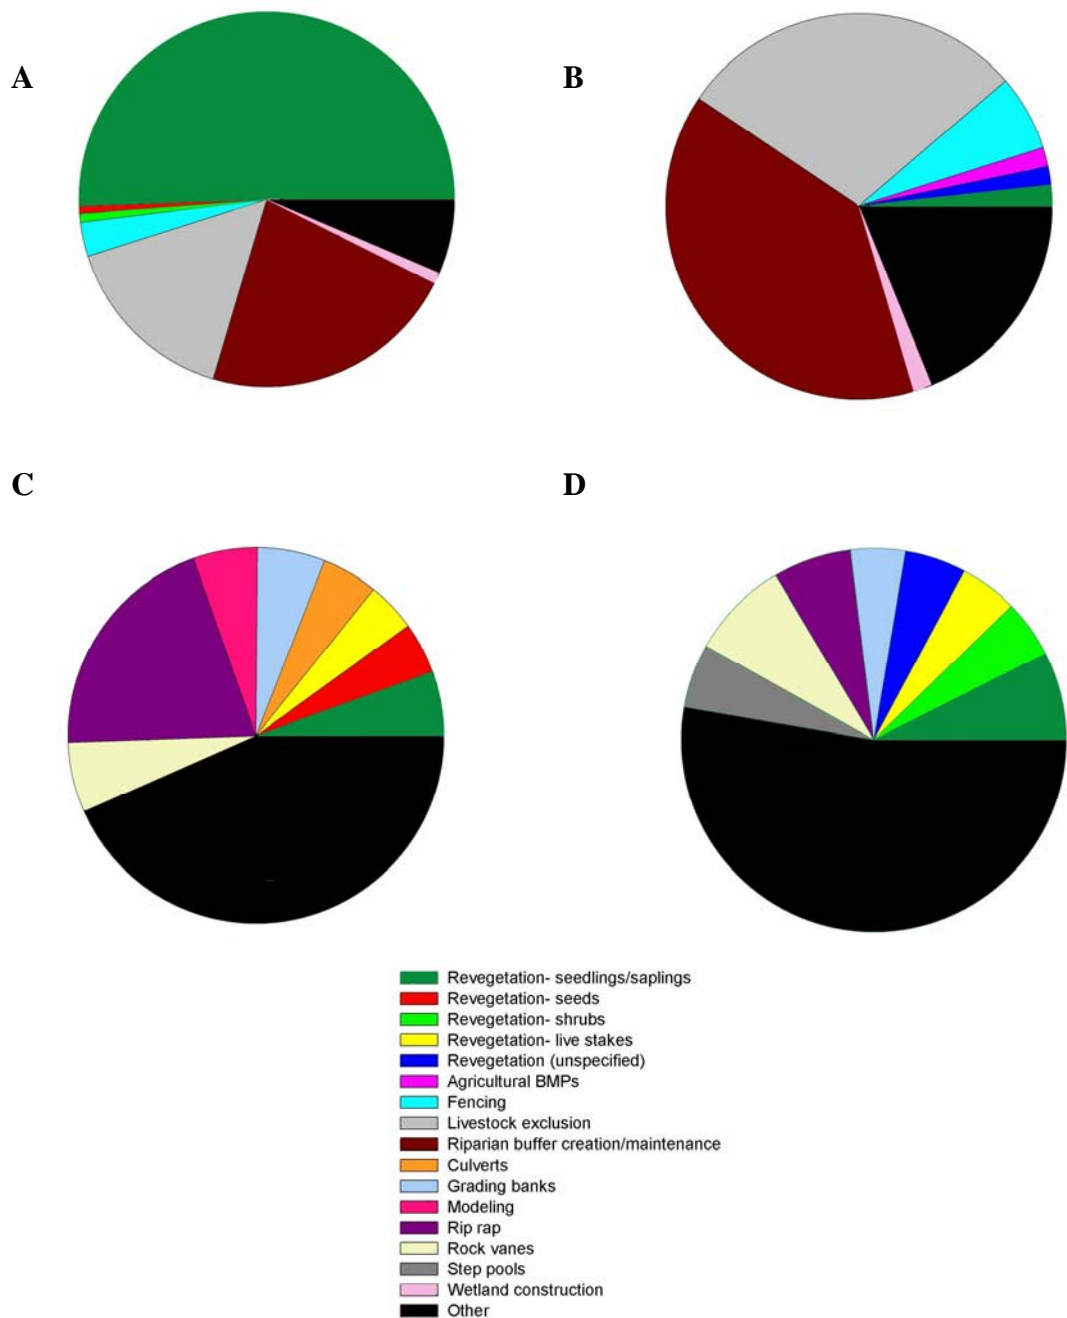 A
B
C
D
Revegetation- seedlings/saplings
Revegetation- seeds
Revegetation- shrubs
Revegetation- live stakes
Revegetation (unspecified)
Agricultural BMPs
Fencing
Livestock exclusion
Riparian buffer creation/maintenance
Culverts
Grading banks
Modeling
Rip rap
Rock vanes
Step pools
Wetland construction
Other